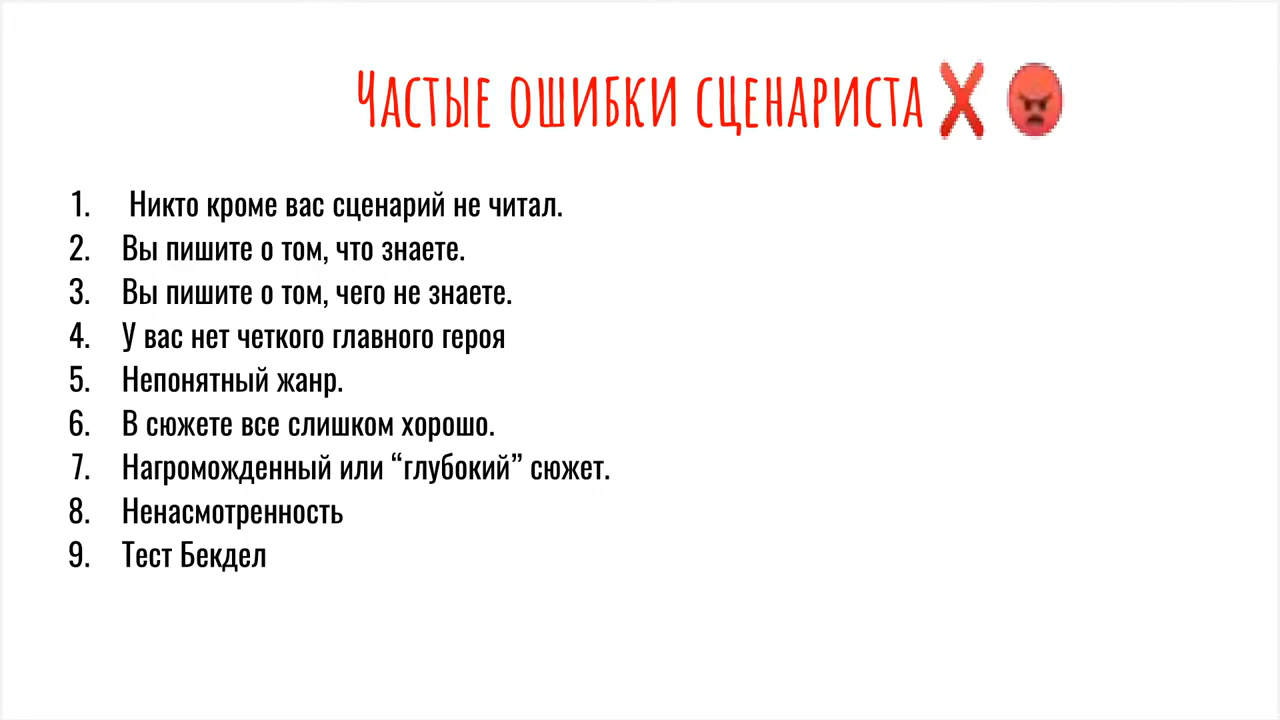 Частые ошибки сценариста ❌😡
1. Никто кроме вас сценарий не читал.
2. Вы пишите о том, что знаете.
3. Вы пишите о том, чего не знаете.
4. У вас нет четкого главного героя
5. Непонятный жанр.
6. В сюжете все слишком хорошо.
7. Нагроможденный или “глубокий” сюжет.
8. Ненасмотренность
9. Тест Бекдел